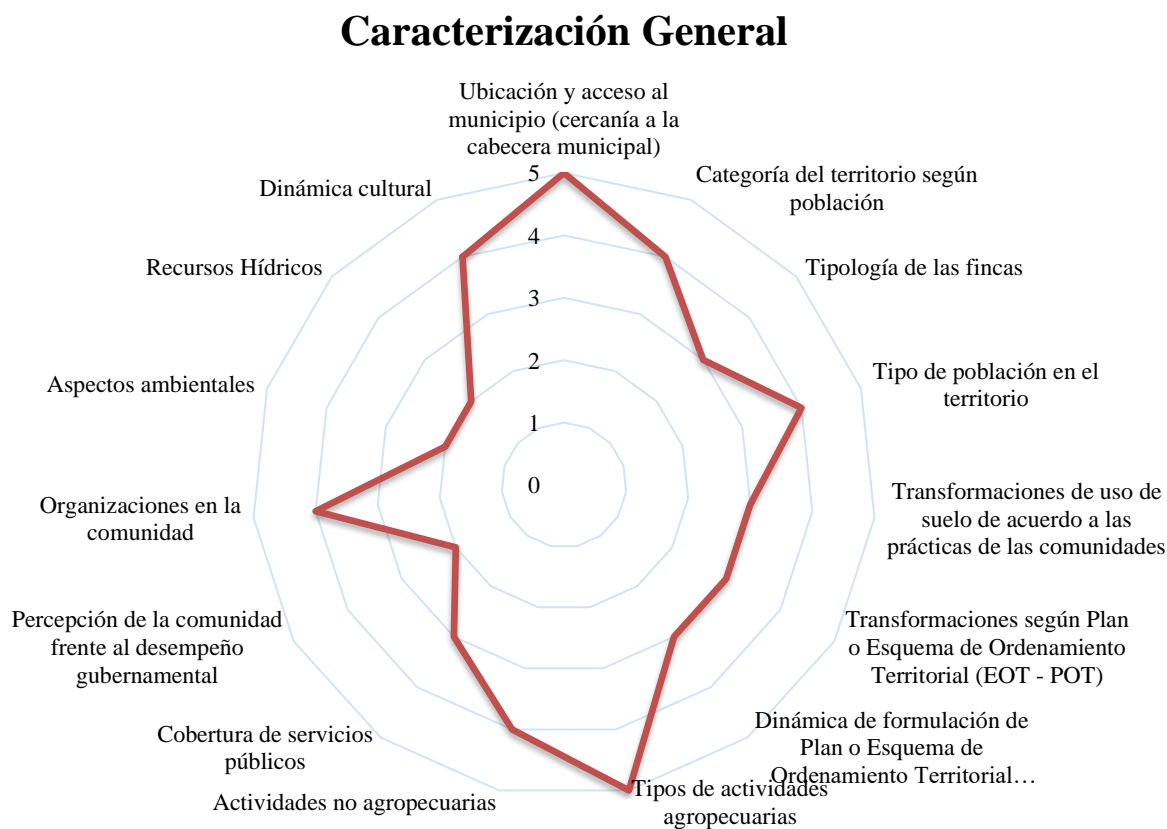 Caracterización General
Ubicación y acceso al
municipio (cercanía a la
cabecera municipal)
Categoría del territorio según
población
Tipología de las fincas
Tipo de población en el
territorio
Transformaciones de uso de
suelo de acuerdo a las
prácticas de las comunidades
Transformaciones según Plan
o Esquema de Ordenamiento
Territorial (EOT - POT)
Dinámica de formulación de
Plan o Esquema de
Ordenamiento Territorial…
Tipos de actividades
agropecuarias
Actividades no agropecuarias
Cobertura de servicios
públicos
Percepción de la comunidad
frente al desempeño
gubernamental
Organizaciones en la
comunidad
Aspectos ambientales
Recursos Hídricos
Dinámica cultural
5
4
3
2
1
0